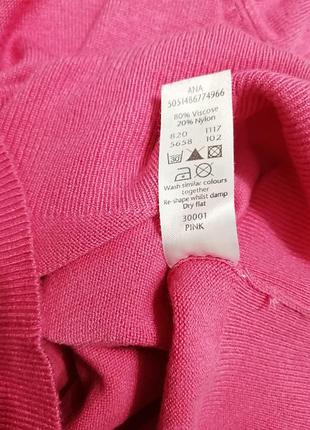 ANA
5051486774966
80% Viscose
20% Nylon
820 1117
5658 102
30
Wash similar colours
together
Re-shape whilst damp
Dry flat
30001
PINK